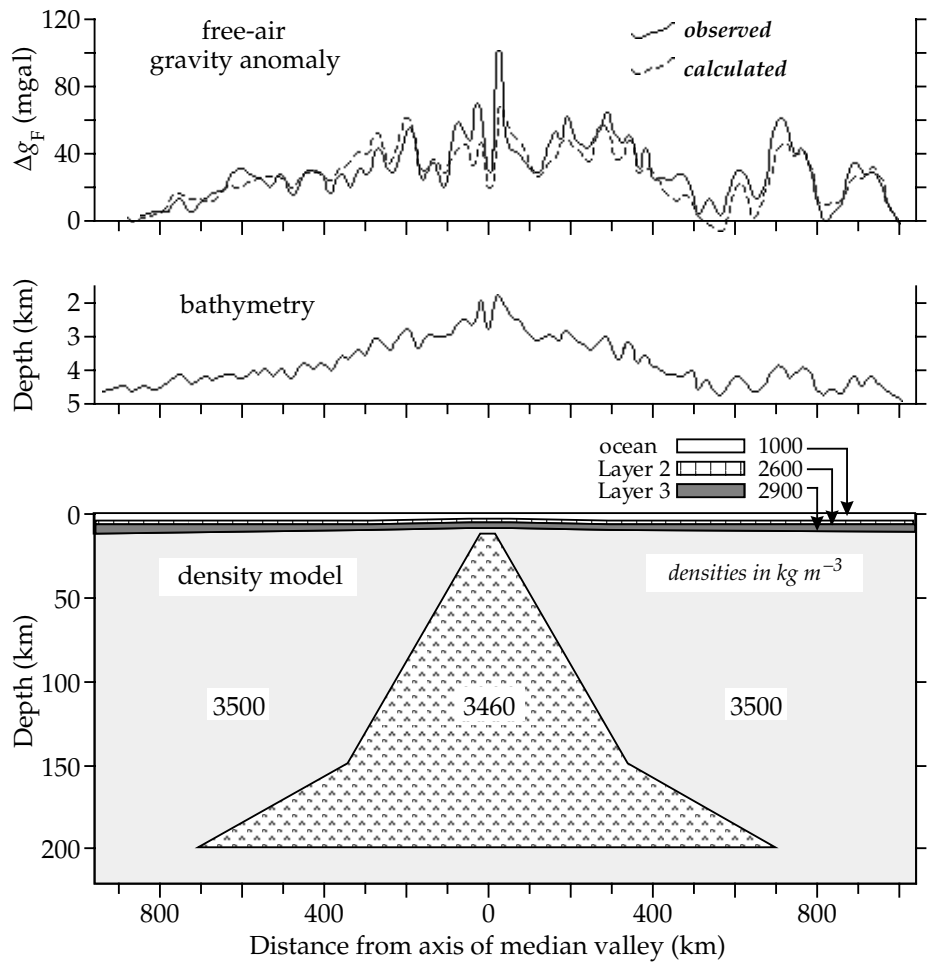 120
80
40
0
Δg_F (mgal)
free-air
gravity anomaly
observed
calculated
2
3
4
5
Depth (km)
bathymetry
ocean 1000
Layer 2 2600
Layer 3 2900
0
50
100
150
200
Depth (km)
density model
densities in kg m⁻³
3500 3460 3500
800 400 0 400 800
Distance from axis of median valley (km)